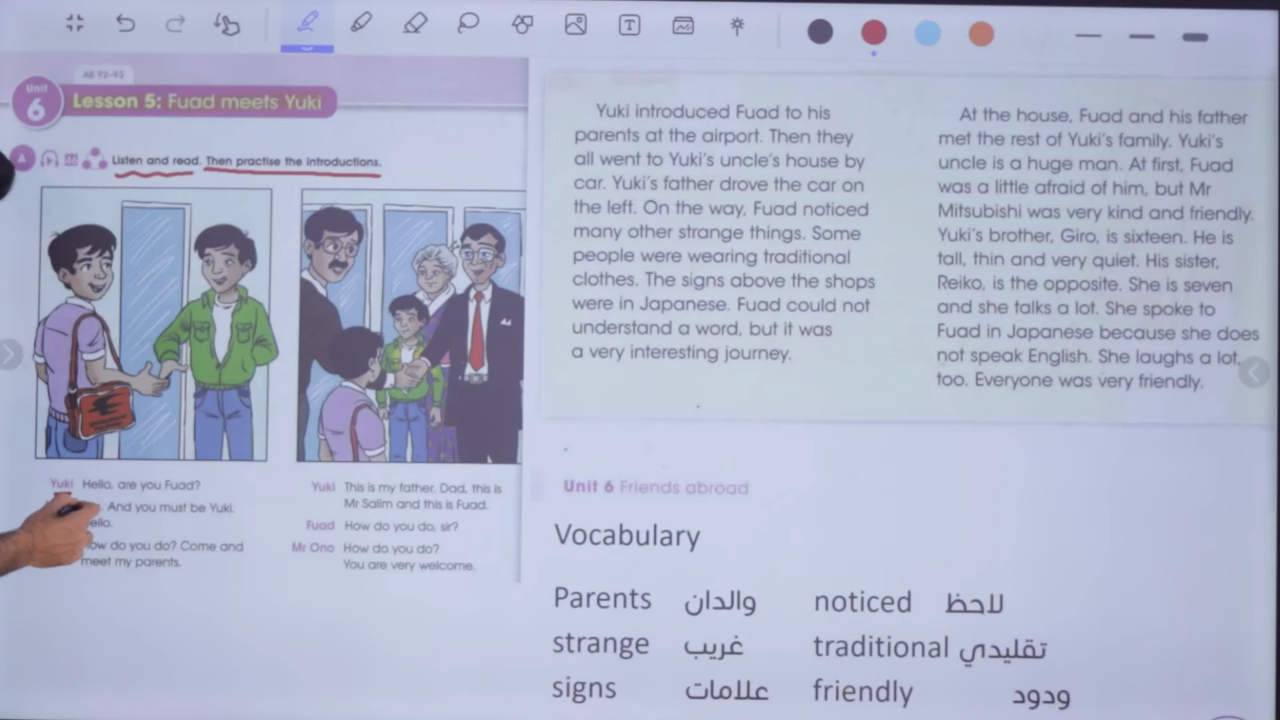 AB 92-93
Unit 6
Lesson 5: Fuad meets Yuki
A Listen and read. Then practise the introductions.
Yuki Hello, are you Fuad?
And you must be Yuki.
ello.
ow do you do? Come and
meet my parents.
Yuki This is my father. Dad, this is
Mr Salim and this is Fuad.
Fuad How do you do, sir?
Mr Ono How do you do?
You are very welcome.
Yuki introduced Fuad to his
parents at the airport. Then they
all went to Yuki's uncle's house by
car. Yuki's father drove the car on
the left. On the way, Fuad noticed
many other strange things. Some
people were wearing traditional
clothes. The signs above the shops
were in Japanese. Fuad could not
understand a word, but it was
a very interesting journey.
At the house, Fuad and his father
met the rest of Yuki's family. Yuki's
uncle is a huge man. At first, Fuad
was a little afraid of him, but Mr
Mitsubishi was very kind and friendly.
Yuki's brother, Giro, is sixteen. He is
tall, thin and very quiet. His sister,
Reiko, is the opposite. She is seven
and she talks a lot. She spoke to
Fuad in Japanese because she does
not speak English. She laughs a lot,
too. Everyone was very friendly.
Unit 6 Friends abroad
Vocabulary
Parents والدان noticed لاحظ
strange غريب traditional تقليدي
signs علامات friendly ودود